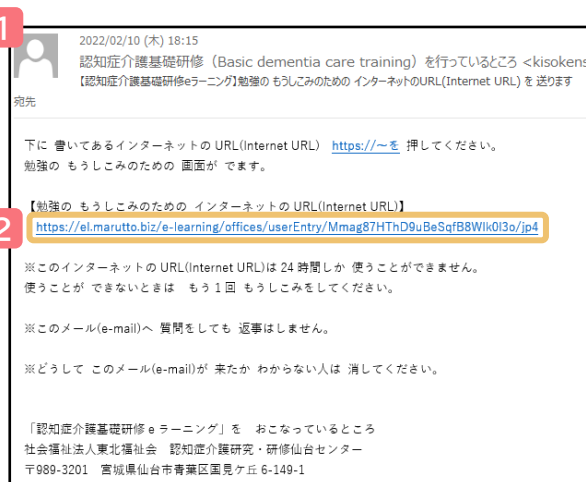 1
2022/02/10 (木) 18:15
認知症介護基礎研修（Basic dementia care training）を行っているところ <kisokens
【認知症介護基礎研修eラーニング】勉強の もうしこみのための インターネットのURL(Internet URL) を 送ります
宛先
下に 書いてあるインターネットの URL(Internet URL) https://～を 押してください。
勉強の もうしこみのための 画面が でます。
【勉強の もうしこみのための インターネットの URL(Internet URL)】
2 https://el.marutto.biz/e-learning/offices/userEntry/Mmag87HThD9uBeSqfB8Wlk0l3o/jp4
※このインターネットの URL(Internet URL)は 24 時間しか 使うことができません。
使うことが できないときは もう 1 回 もうしこみをしてください。
※このメール(e-mail)へ 質問をしても 返事はしません。
※どうして このメール(e-mail)が 来たか わからない人は 消してください。
「認知症介護基礎研修 e ラーニング」を おこなっているところ
社会福祉法人東北福祉会 認知症介護研究・研修仙台センター
〒989-3201 宮城県仙台市青葉区国見ケ丘 6-149-1